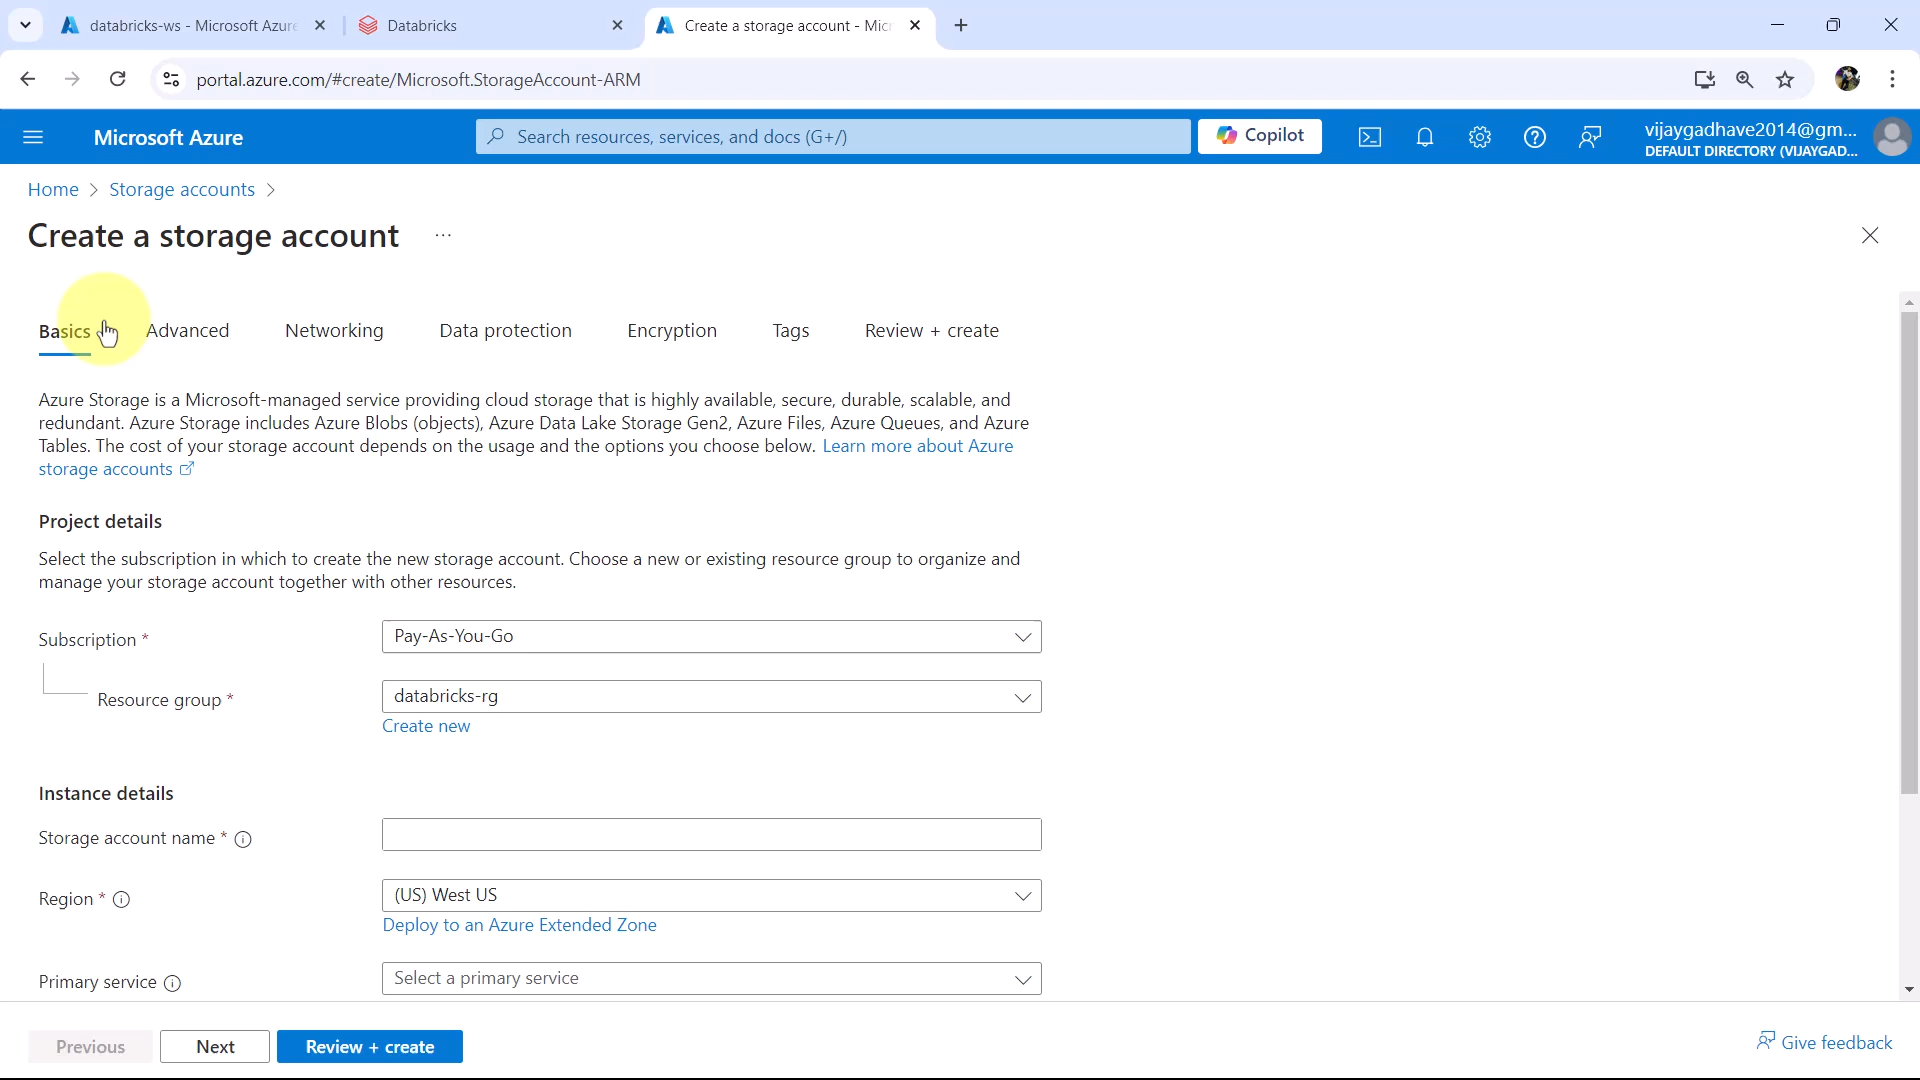 databricks-ws - Microsoft Azure
Databricks
Create a storage account - Micr
portal.azure.com/#create/Microsoft.StorageAccount-ARM
Microsoft Azure
Search resources, services, and docs (G+/)
Copilot
vijaygadhave2014@gm...
DEFAULT DIRECTORY (VIJAYGAD...
Home > Storage accounts >
Create a storage account ...
Basics
Advanced
Networking
Data protection
Encryption
Tags
Review + create
Azure Storage is a Microsoft-managed service providing cloud storage that is highly available, secure, durable, scalable, and
redundant. Azure Storage includes Azure Blobs (objects), Azure Data Lake Storage Gen2, Azure Files, Azure Queues, and Azure
Tables. The cost of your storage account depends on the usage and the options you choose below. Learn more about Azure
storage accounts
Project details
Select the subscription in which to create the new storage account. Choose a new or existing resource group to organize and
manage your storage account together with other resources.
Subscription *
Pay-As-You-Go
Resource group *
databricks-rg
Create new
Instance details
Storage account name *
Region *
(US) West US
Deploy to an Azure Extended Zone
Primary service
Select a primary service
Previous
Next
Review + create
Give feedback